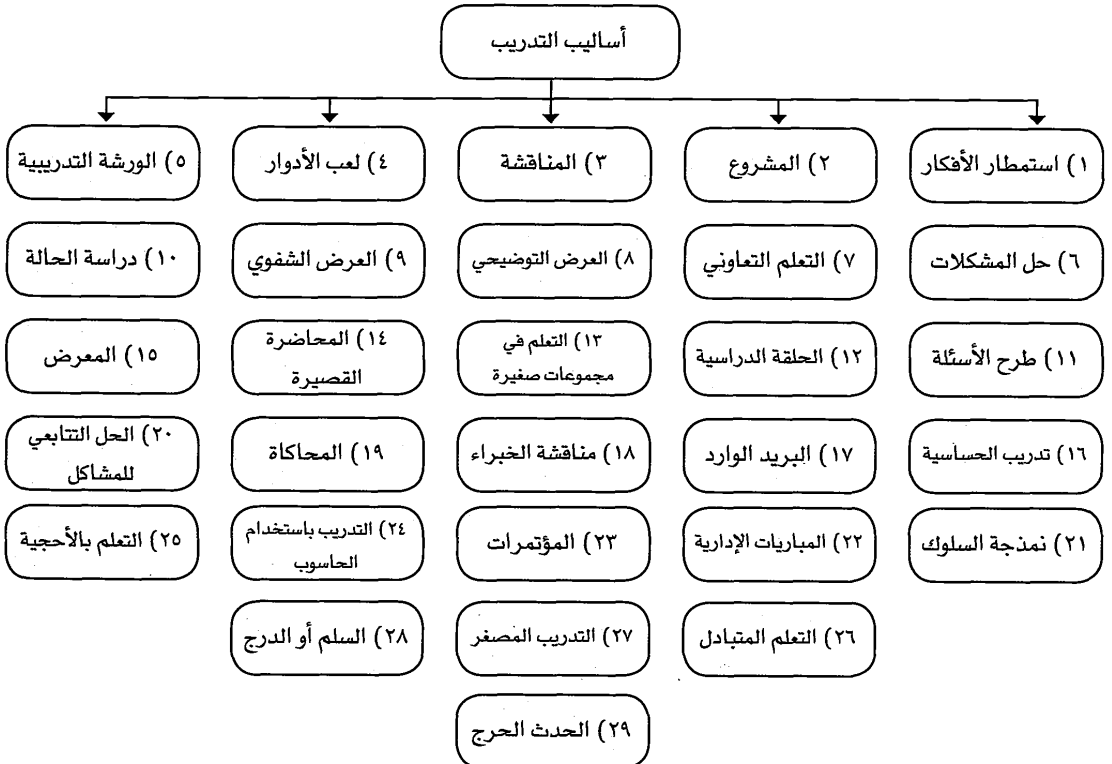 أساليب التدريب
١) استمطار الأفكار
٢) المشروع
٣) المناقشة
٤) لعب الأدوار
٥) الورشة التدريبية
٦) حل المشكلات
٧) التعلم التعاوني
٨) العرض التوضيحي
٩) العرض الشفوي
١٠) دراسة الحالة
١١) طرح الأسئلة
١٢) الحلقة الدراسية
١٣) التعلم في
مجموعات صغيرة
١٤) المحاضرة
القصيرة
١٥) المعرض
١٦) تدريب الحساسية
١٧) البريد الوارد
١٨) مناقشة الخبراء
١٩) المحاكاة
٢٠) الحل التتابعي
للمشاكل
٢١) نمذجة السلوك
٢٢) المباريات الإدارية
٢٣) المؤتمرات
٢٤) التدريب باستخدام
الحاسوب
٢٥) التعلم بالأحجية
٢٦) التعلم المتبادل
٢٧) التدريب المصغر
٢٨) السلم أو الدرج
٢٩) الحدث الحرج